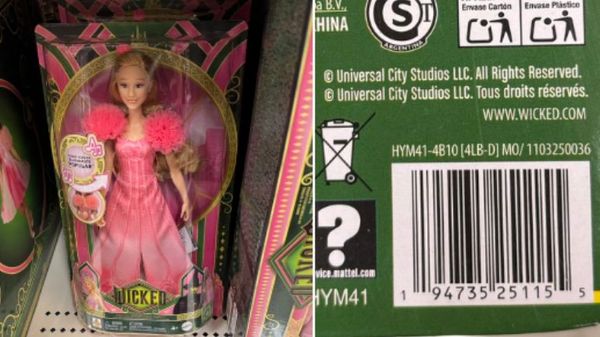 WICKED
a B.V.,
HINA
S
ARGENTINA
Envase Cartón
Envase Plástico
© Universal City Studios LLC. All Rights Reserved.
© Universal City Studios LLC. Tous droits réservés.
WWW.WICKED.COM
HYM41-4B10 [4LB-D] MO/ 1103250036
?
vice.mattel.com
HYM41
1 94735 25115 5